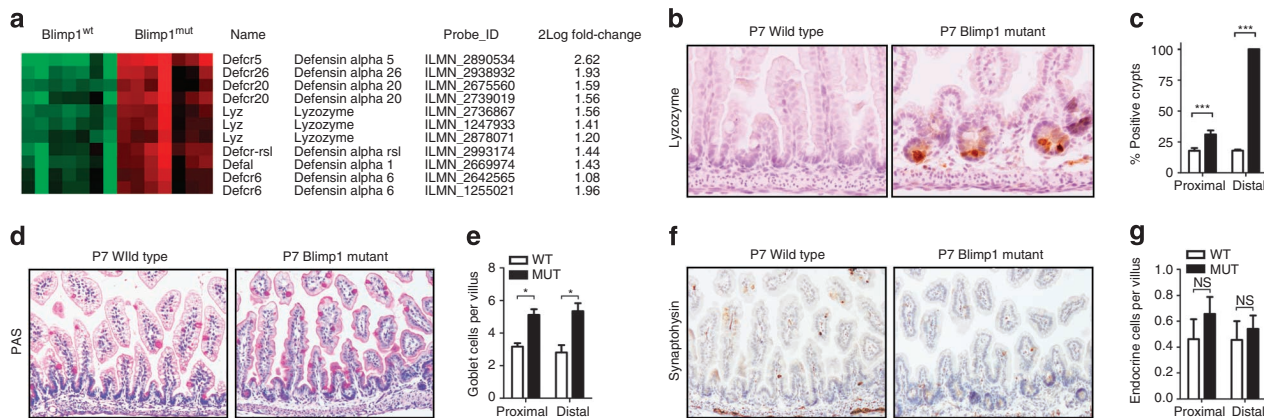 a
Blimp1wt Blimp1mut Name Probe_ID 2Log fold-change
Defcr5 Defensin alpha 5 ILMN_2890534 2.62
Defcr26 Defensin alpha 26 ILMN_2938932 1.93
Defcr20 Defensin alpha 20 ILMN_2675560 1.59
Defcr20 Defensin alpha 20 ILMN_2739019 1.56
Lyz Lyzozyme ILMN_2736867 1.56
Lyz Lyzozyme ILMN_1247933 1.41
Lyz Lyzozyme ILMN_2878071 1.20
Defcr-rsl Defensin alpha rsl ILMN_2993174 1.44
Defal Defensin alpha 1 ILMN_2669974 1.43
Defcr6 Defensin alpha 6 ILMN_2642565 1.08
Defcr6 Defensin alpha 6 ILMN_1255021 1.96
b
P7 Wild type P7 Blimp1 mutant
Lyzozyme
c
% Positive crypts
100
75
50
25
0
***
***
Proximal Distal
d
P7 WIld type P7 Blimp1 mutant
PAS
e
WT
MUT
Goblet cells per villus
8
6
4
2
0
* *
Proximal Distal
f
P7 Wild type P7 Blimp1 mutant
Synaptohysin
g
WT
MUT
Endocrine cells per villus
1.0
0.8
0.6
0.4
0.2
0.0
NS NS
Proximal Distal